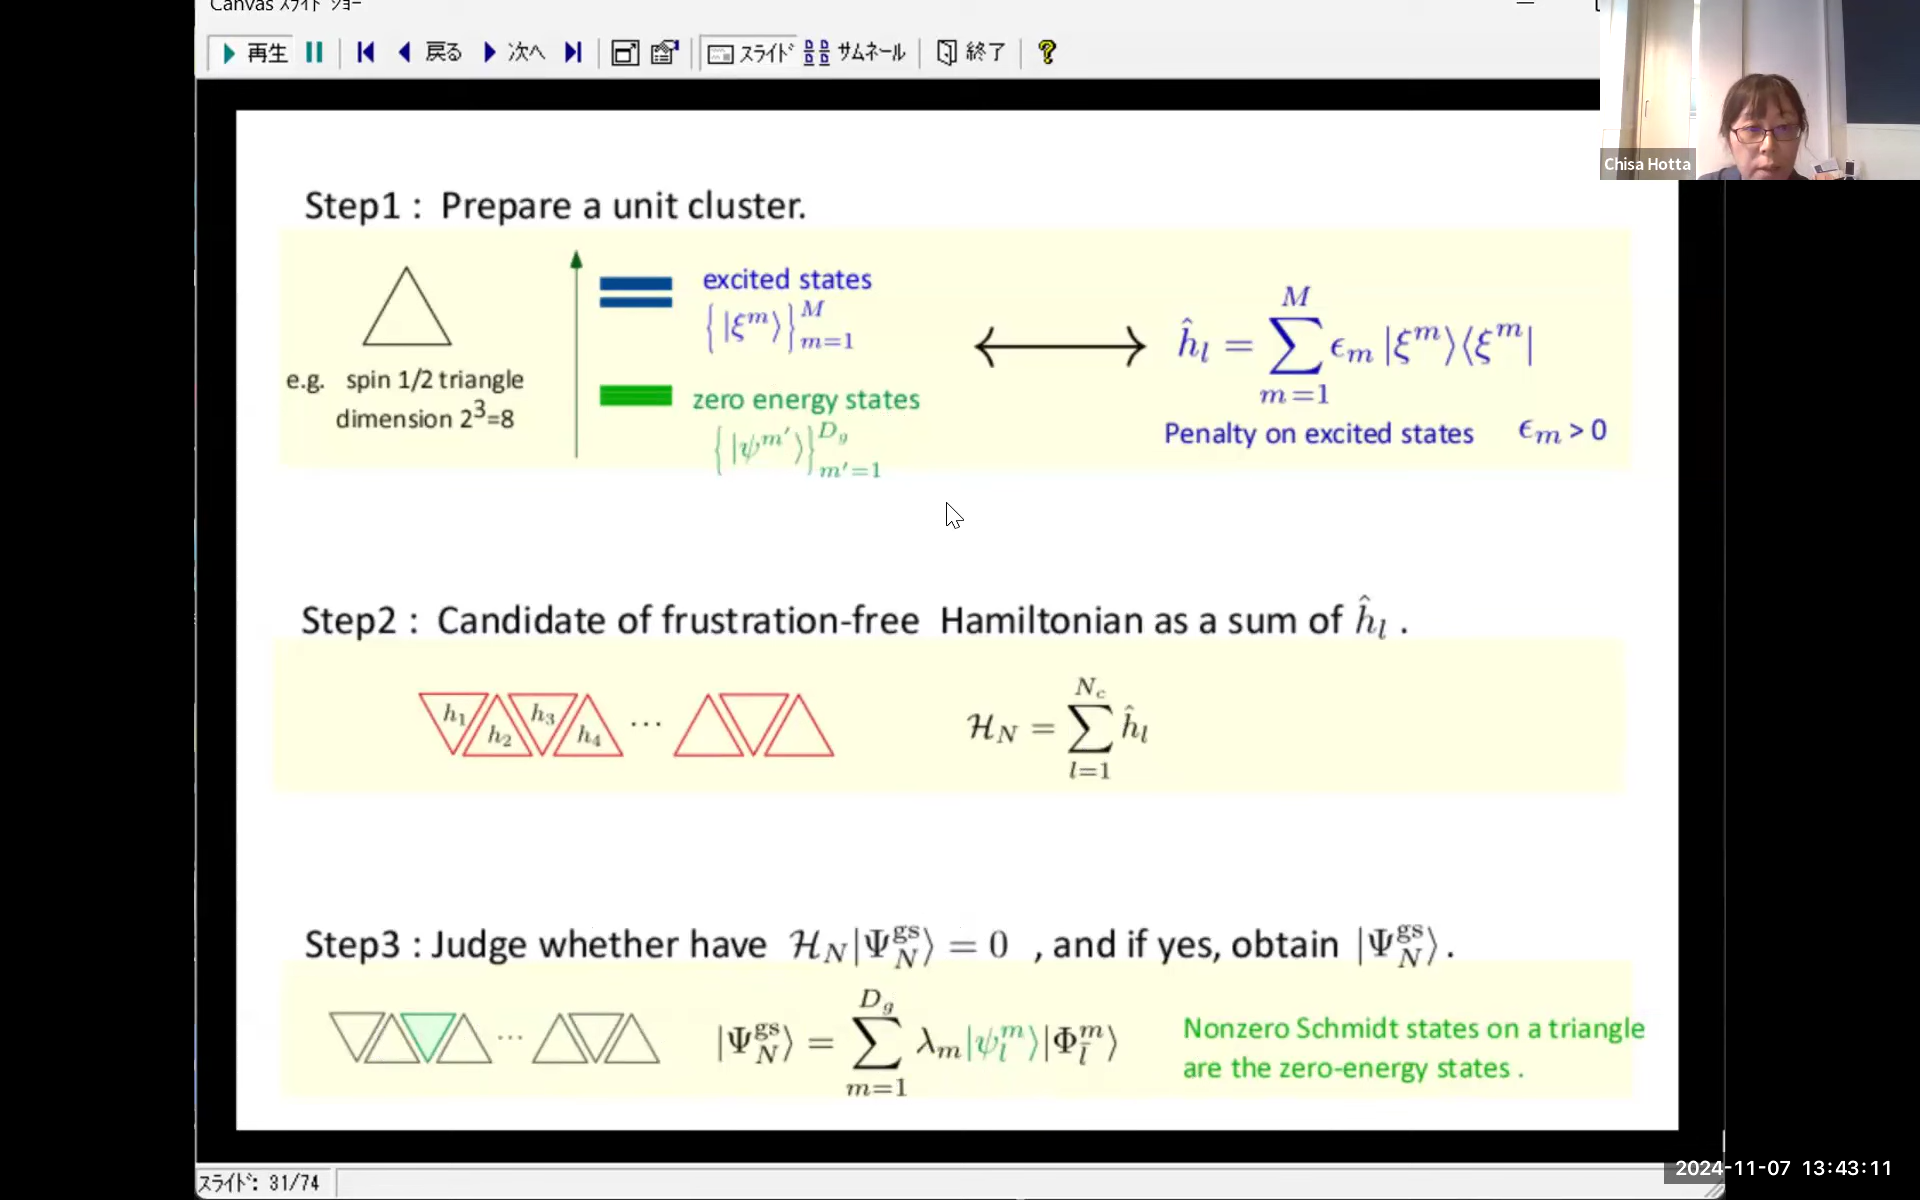 Canvas スライド ショー
再生 戻る 次へ スライド サムネール 終了
Chisa Hotta
Step1 : Prepare a unit cluster.
excited states
{|ξ^m⟩}_{m=1}^{M}
ĥ_l = ∑_{m=1}^{M} ϵ_m |ξ^m⟩⟨ξ^m|
e.g. spin 1/2 triangle
dimension 2^3=8
zero energy states
{|ψ^{m'}⟩}_{m'=1}^{D_g}
Penalty on excited states ϵ_m > 0
Step2 : Candidate of frustration-free Hamiltonian as a sum of ĥ_l .
h_1 h_2 h_3 h_4 ...
H_N = ∑_{l=1}^{N_c} ĥ_l
Step3 : Judge whether have H_N|Ψ_N^{gs}⟩ = 0 , and if yes, obtain |Ψ_N^{gs}⟩.
...
|Ψ_N^{gs}⟩ = ∑_{m=1}^{D_g} λ_m|ψ_l^m⟩|Φ_{l̄}^m⟩
Nonzero Schmidt states on a triangle
are the zero-energy states .
スライド: 31/74
2024-11-07 13:43:11